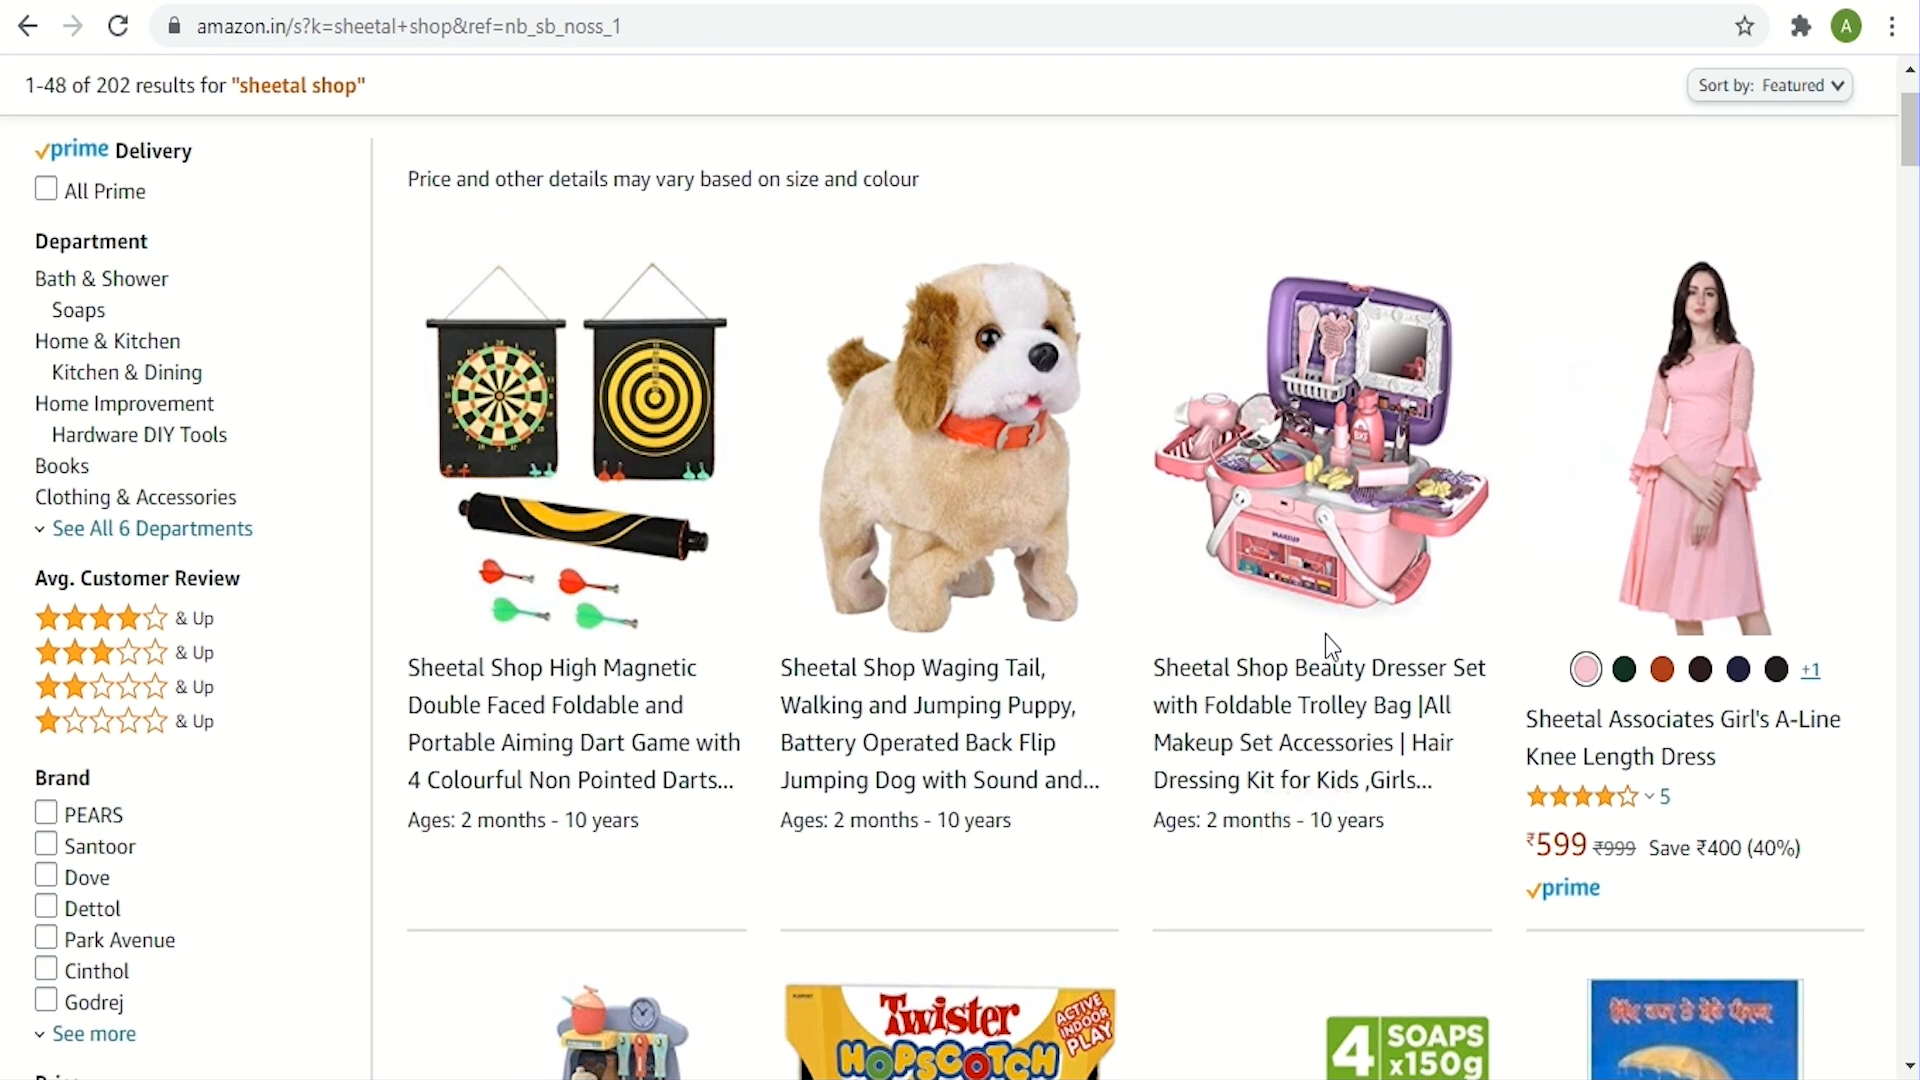 amazon.in/s?k=sheetal+shop&ref=nb_sb_noss_1
A
1-48 of 202 results for "sheetal shop"
Sort by: Featured
prime Delivery
All Prime
Department
Bath & Shower
Soaps
Home & Kitchen
Kitchen & Dining
Home Improvement
Hardware DIY Tools
Books
Clothing & Accessories
See All 6 Departments
Avg. Customer Review
& Up
& Up
& Up
& Up
Brand
PEARS
Santoor
Dove
Dettol
Park Avenue
Cinthol
Godrej
See more
Price and other details may vary based on size and colour
MAKEUP
Sheetal Shop High Magnetic
Double Faced Foldable and
Portable Aiming Dart Game with
4 Colourful Non Pointed Darts...
Ages: 2 months - 10 years
Sheetal Shop Waging Tail,
Walking and Jumping Puppy,
Battery Operated Back Flip
Jumping Dog with Sound and...
Ages: 2 months - 10 years
Sheetal Shop Beauty Dresser Set
with Foldable Trolley Bag |All
Makeup Set Accessories | Hair
Dressing Kit for Kids ,Girls...
Ages: 2 months - 10 years
+1
Sheetal Associates Girl's A-Line
Knee Length Dress
5
₹599 ₹999 Save ₹400 (40%)
prime
Twister
HOPSCOTCH
ACTIVE
INDOOR
PLAY
4 SOAPS
x150g